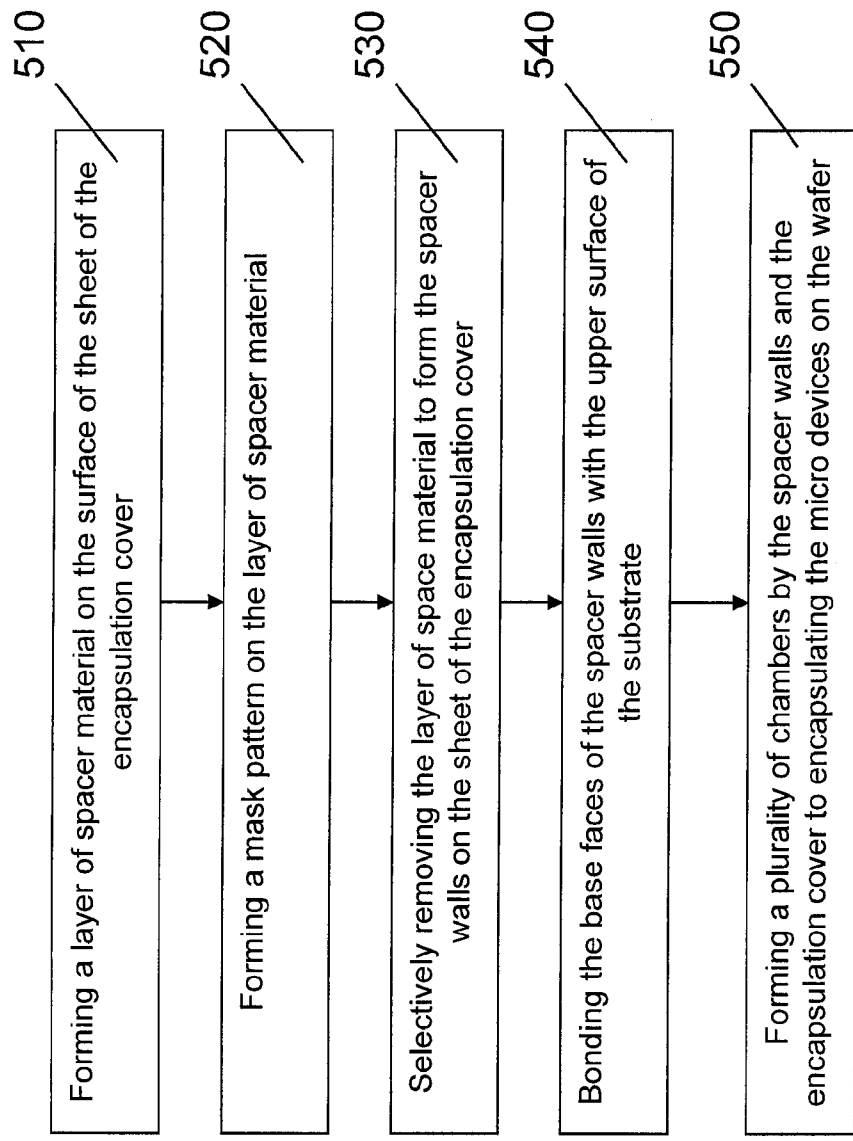 510
Forming a layer of spacer material on the surface of the sheet of the
encapsulation cover
520
Forming a mask pattern on the layer of spacer material
530
Selectively removing the layer of space material to form the spacer
walls on the sheet of the encapsulation cover
540
Bonding the base faces of the spacer walls with the upper surface of
the substrate
550
Forming a plurality of chambers by the spacer walls and the
encapsulation cover to encapsulating the micro devices on the wafer